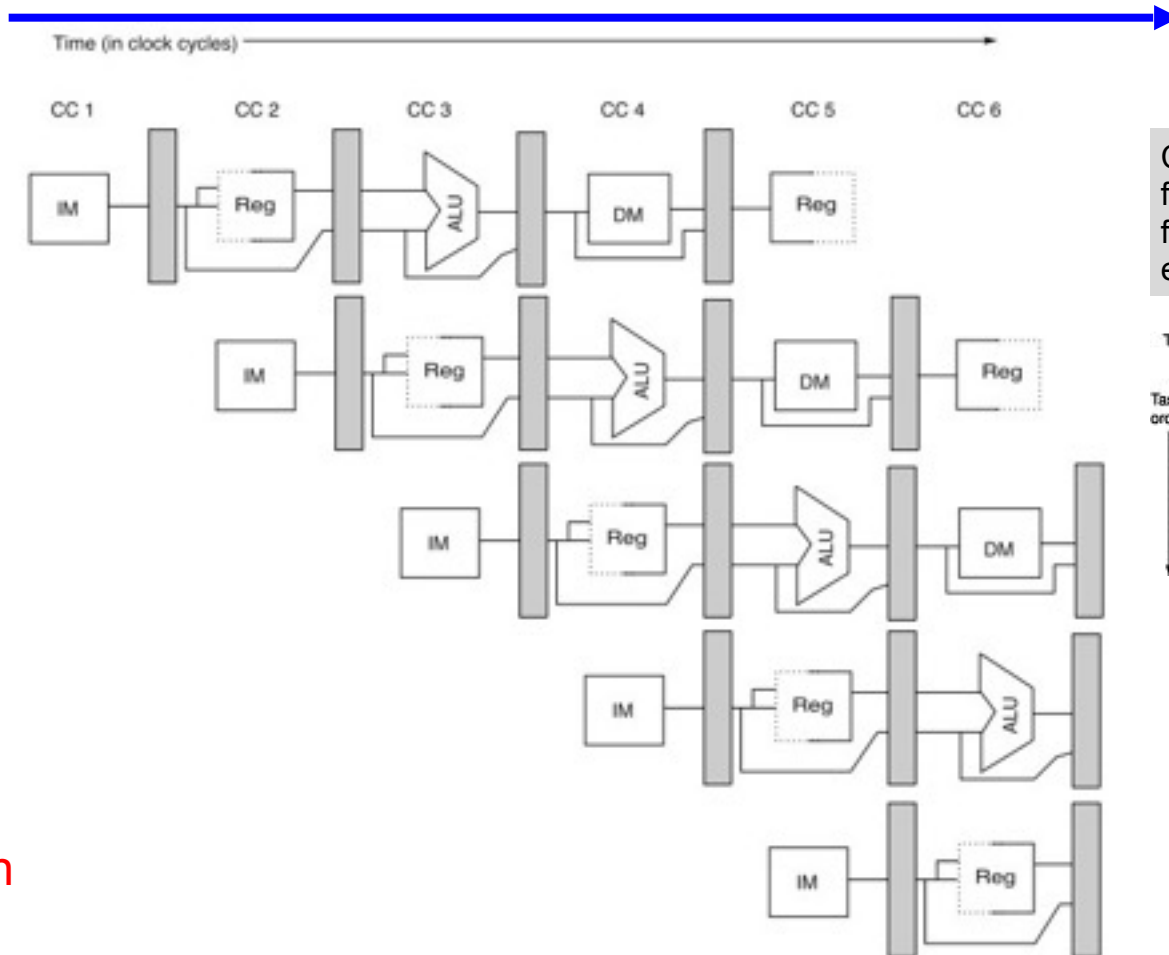 Time (in clock cycles)
CC 1 CC 2 CC 3 CC 4 CC 5 CC 6
IM Reg ALU DM Reg
IM Reg ALU DM Reg
IM Reg ALU DM
IM Reg ALU
IM Reg